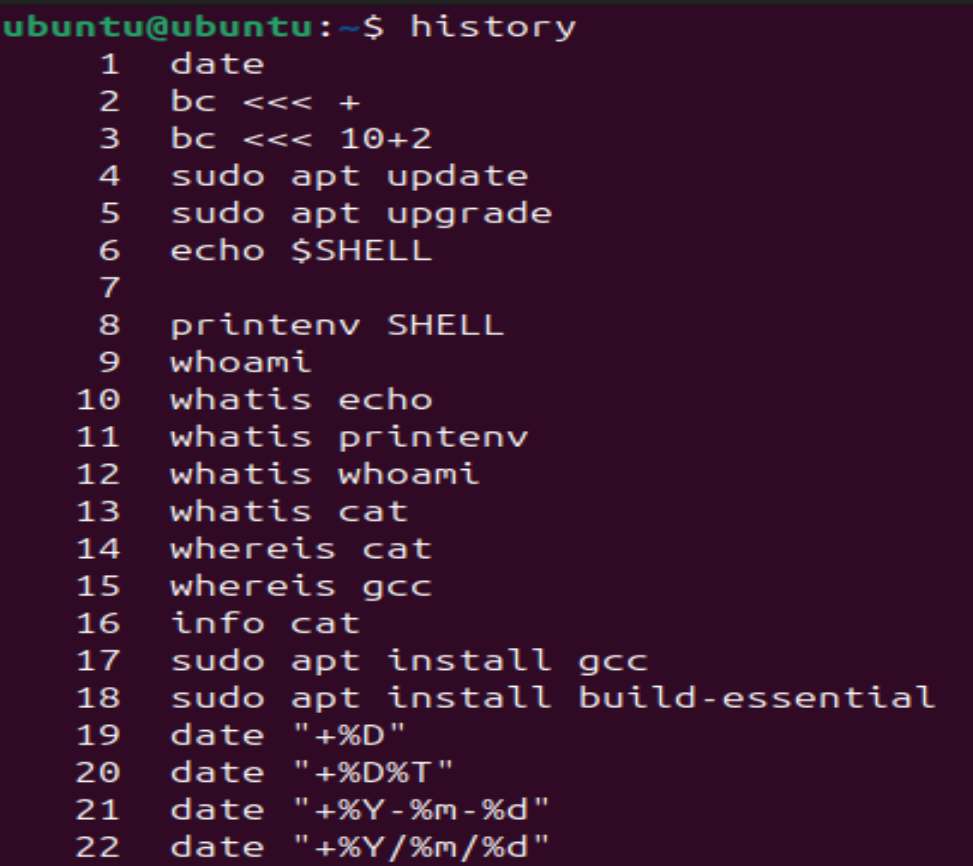 ubuntu@ubuntu:~$ history
1 date
2 bc <<< +
3 bc <<< 10+2
4 sudo apt update
5 sudo apt upgrade
6 echo $SHELL
7
8 printenv SHELL
9 whoami
10 whatis echo
11 whatis printenv
12 whatis whoami
13 whatis cat
14 whereis cat
15 whereis gcc
16 info cat
17 sudo apt install gcc
18 sudo apt install build-essential
19 date "+%D"
20 date "+%D%T"
21 date "+%Y-%m-%d"
22 date "+%Y/%m/%d"